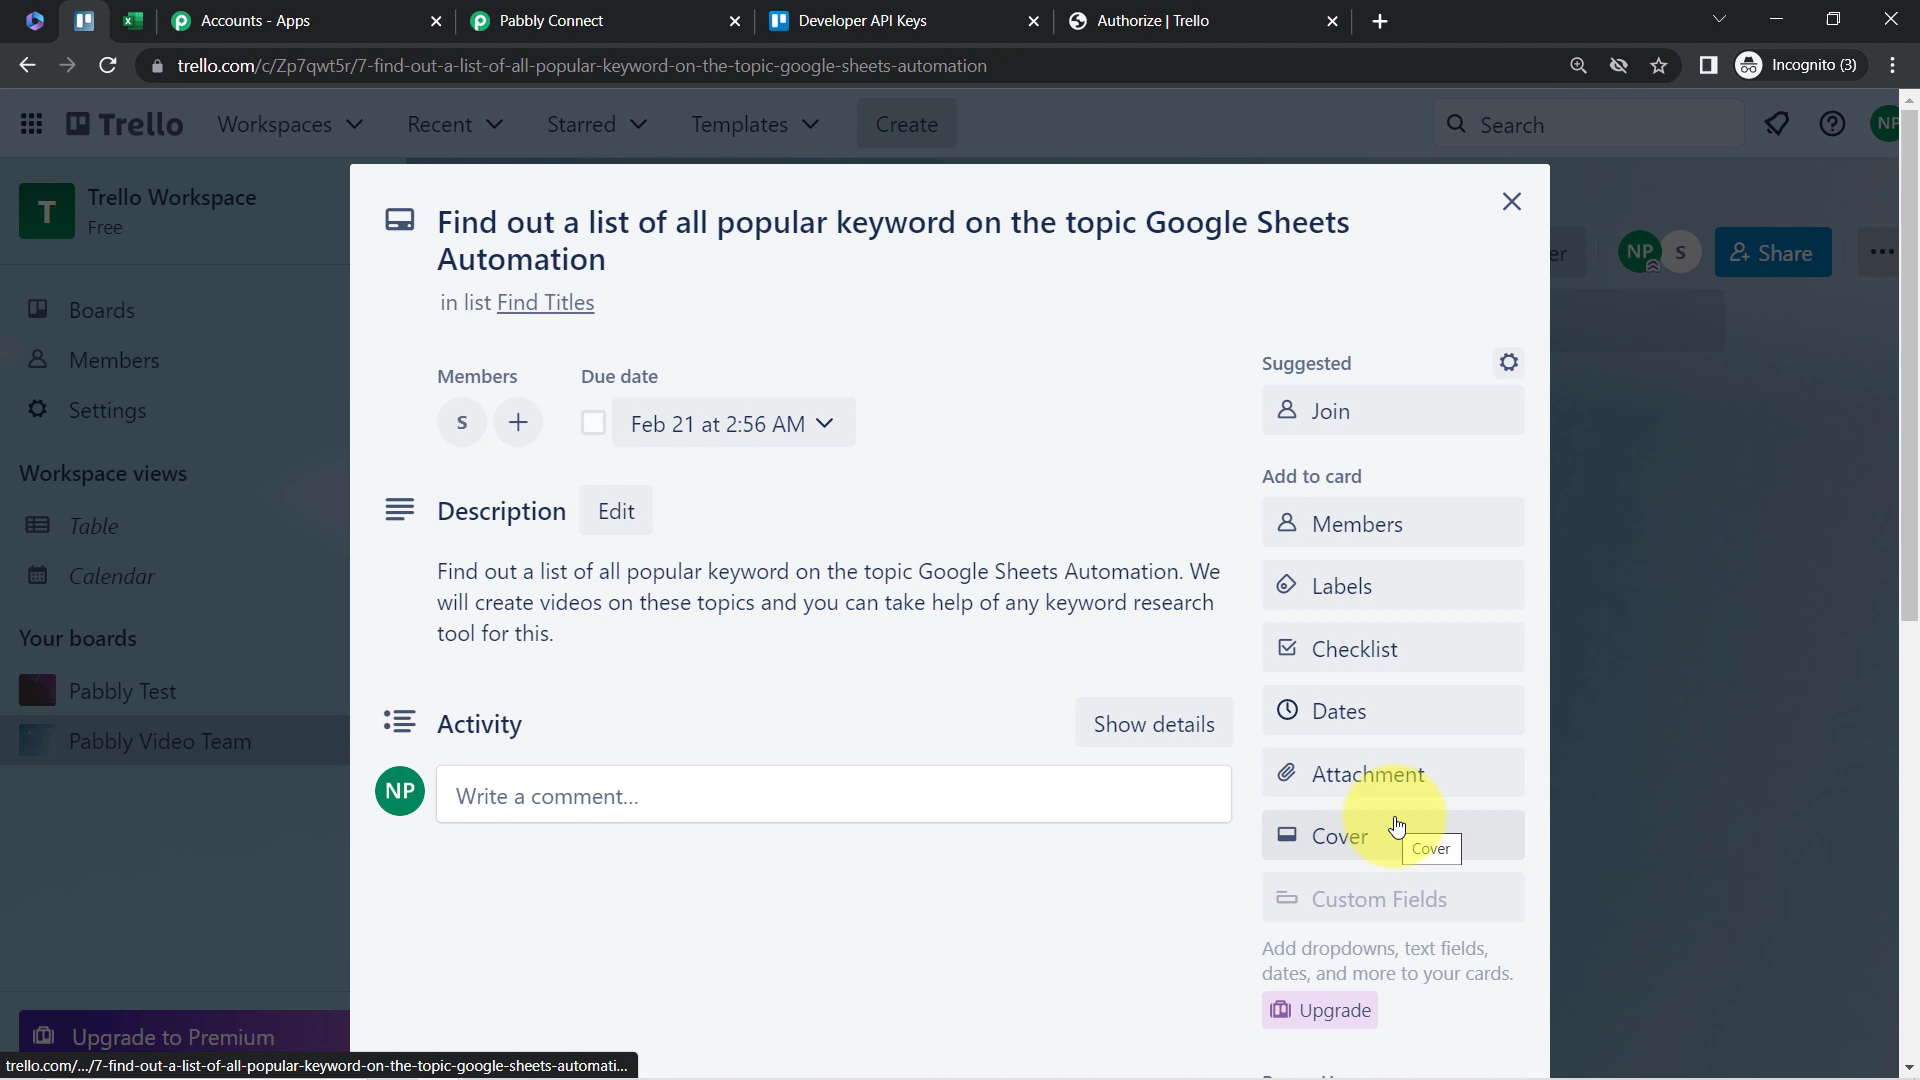 Accounts - Apps
Pabbly Connect
Developer API Keys
Authorize | Trello
trello.com/c/Zp7qwt5r/7-find-out-a-list-of-all-popular-keyword-on-the-topic-google-sheets-automation
Incognito (3)
Trello
Workspaces
Recent
Starred
Templates
Create
Search
NP
T
Trello Workspace
Free
Boards
Members
Settings
Workspace views
Table
Calendar
Your boards
Pabbly Test
Pabbly Video Team
Upgrade to Premium
er
NP
S
Share
Find out a list of all popular keyword on the topic Google Sheets
Automation
in list Find Titles
Members
Due date
S
Feb 21 at 2:56 AM
Description
Edit
Find out a list of all popular keyword on the topic Google Sheets Automation. We
will create videos on these topics and you can take help of any keyword research
tool for this.
Activity
Show details
NP
Write a comment...
Suggested
Join
Add to card
Members
Labels
Checklist
Dates
Attachment
Cover
Cover
Custom Fields
Add dropdowns, text fields,
dates, and more to your cards.
Upgrade
trello.com/.../7-find-out-a-list-of-all-popular-keyword-on-the-topic-google-sheets-automati...